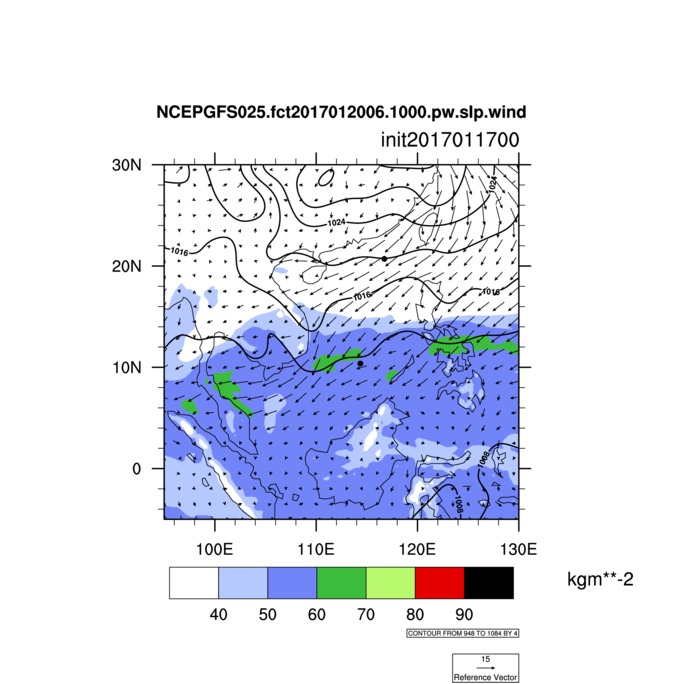 NCEPGFS025.fct2017012006.1000.pw.slp.wind
init2017011700
30N
1024
1024
1016
20N
1016
1016
10N
1008
0
1008
100E 110E 120E 130E
kgm**-2
40 50 60 70 80 90
CONTOUR FROM 948 TO 1084 BY 4
15
Reference Vector